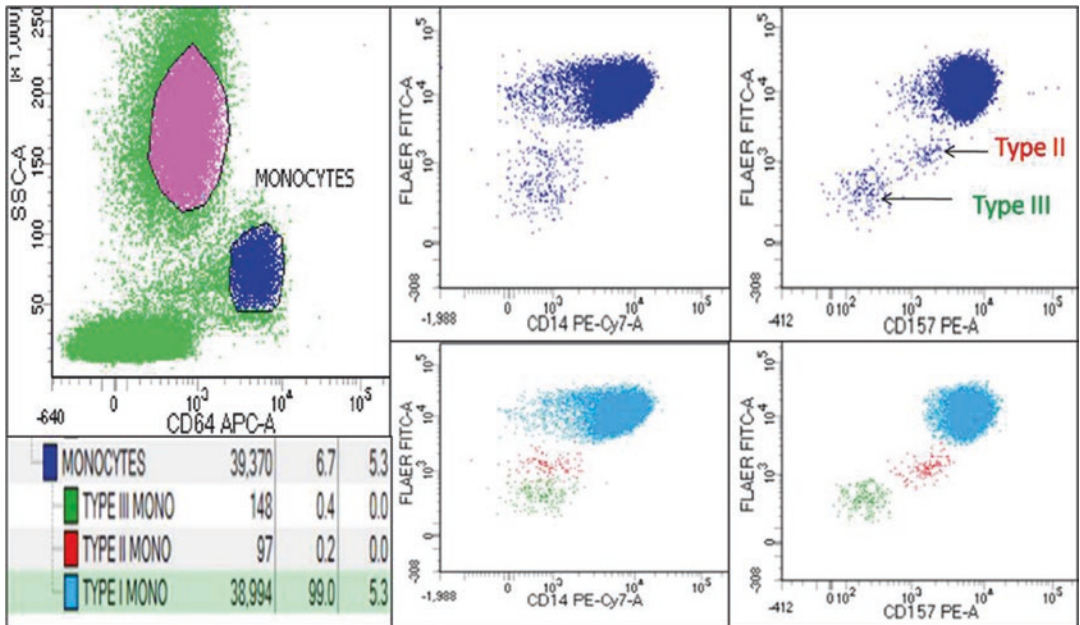 250
200
150
100
50
SSC-A
(x 1,000)
MONOCYTES
-640
0
10³
10⁴
10⁵
CD64 APC-A
10⁵
10⁴
10³
0
-308
FLAER FITC-A
-1,988
0
10³
10⁴
10⁵
CD14 PE-Cy7-A
10⁵
10⁴
10³
0
-308
FLAER FITC-A
Type II
Type III
-412
0 10²
10³
10⁴
10⁵
CD157 PE-A
MONOCYTES 39,370 6.7 5.3
TYPE III MONO 148 0.4 0.0
TYPE II MONO 97 0.2 0.0
TYPE I MONO 38,994 99.0 5.3
10⁵
10⁴
10³
0
-308
FLAER FITC-A
-1,988
0
10³
10⁴
10⁵
CD14 PE-Cy7-A
10⁵
10⁴
10³
0
-308
FLAER FITC-A
-412
0 10²
10³
10⁴
10⁵
CD157 PE-A